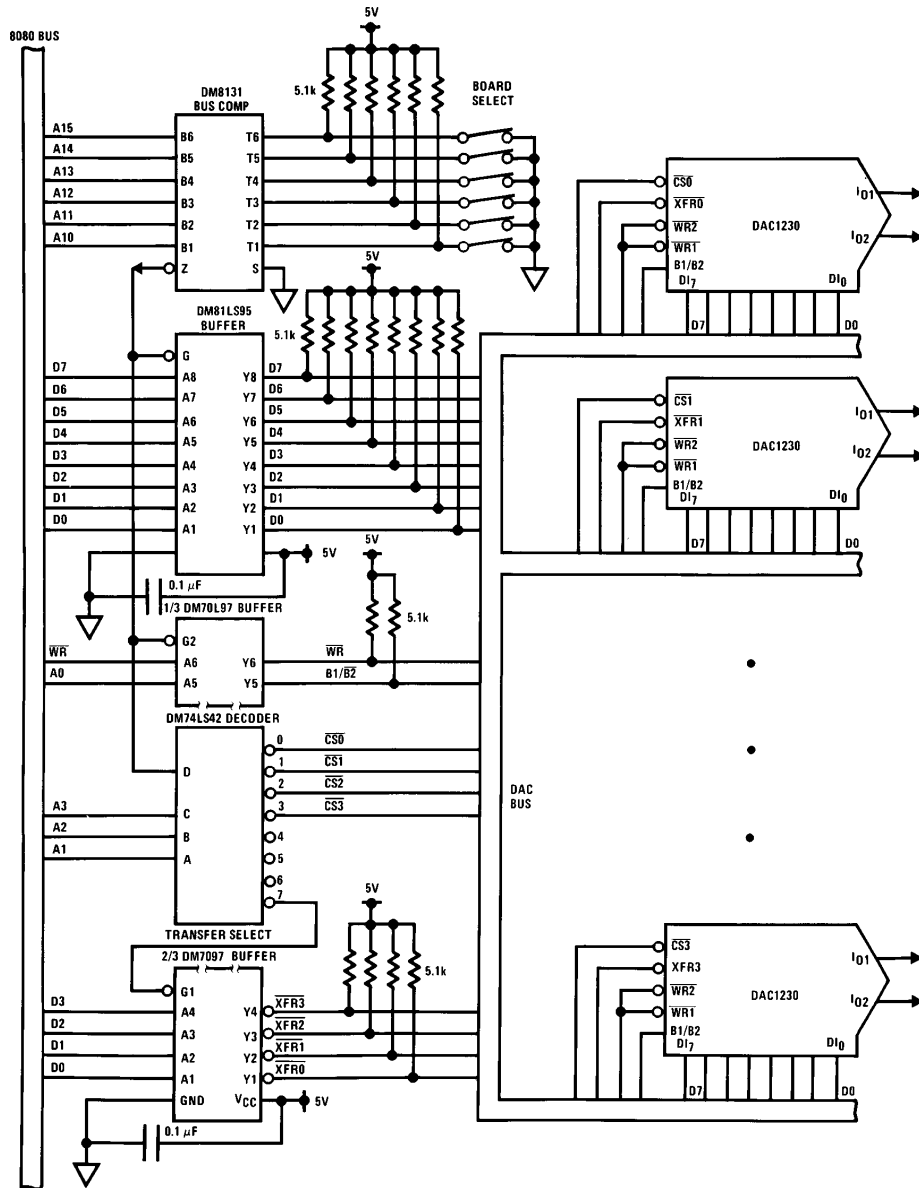 8080 BUS
5V
5.1k
DM8131
BUS COMP
BOARD
SELECT
A15
A14
A13
A12
A11
A10
B6
B5
B4
B3
B2
B1
Z
T6
T5
T4
T3
T2
T1
S
5V
DM81LS95
BUFFER
5.1k
G
D7
D6
D5
D4
D3
D2
D1
D0
A8
A7
A6
A5
A4
A3
A2
A1
Y8
Y7
Y6
Y5
Y4
Y3
Y2
Y1
D7
D6
D5
D4
D3
D2
D1
D0
5V
0.1 µF
1/3 DM70L97 BUFFER
5V
5.1k
G2
WR
A0
A6
A5
Y6
Y5
WR
B1/B2
DM74LS42 DECODER
D
C
B
A
A3
A2
A1
0
1
2
3
4
5
6
7
CS0
CS1
CS2
CS3
DAC
BUS
TRANSFER SELECT
2/3 DM7097 BUFFER
5V
5.1k
G1
D3
D2
D1
D0
A4
A3
A2
A1
GND
Y4
Y3
Y2
Y1
VCC
XFR3
XFR2
XFR1
XFR0
5V
0.1 µF
CS0
XFR0
WR2
WR1
B1/B2
DI7
DI0
DAC1230
IO1
IO2
D7
D0
CS1
XFR1
WR2
WR1
B1/B2
DI7
DI0
DAC1230
IO1
IO2
D7
D0
CS3
XFR3
WR2
WR1
B1/B2
DI7
DI0
DAC1230
IO1
IO2
D7
D0